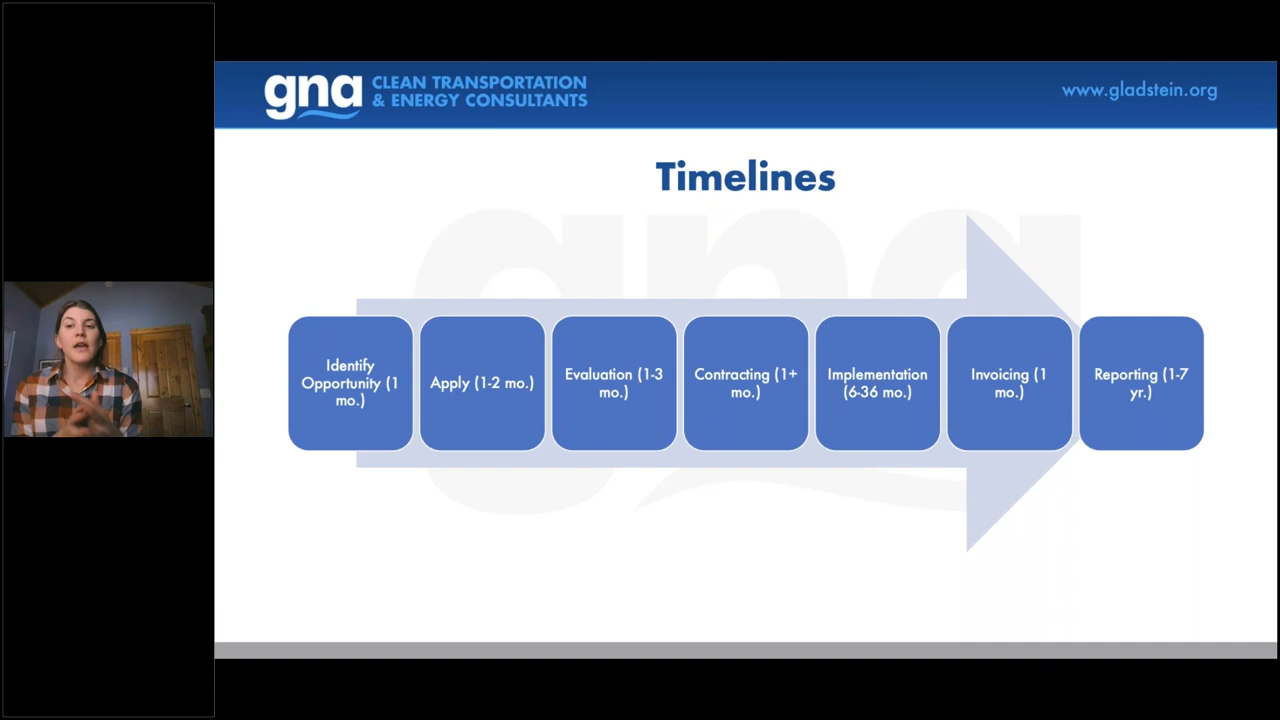 gna
CLEAN TRANSPORTATION
& ENERGY CONSULTANTS
www.gladstein.org
Timelines
Identify
Opportunity (1
mo.)
Apply (1-2 mo.)
Evaluation (1-3
mo.)
Contracting (1+
mo.)
Implementation
(6-36 mo.)
Invoicing (1
mo.)
Reporting (1-7
yr.)
gna